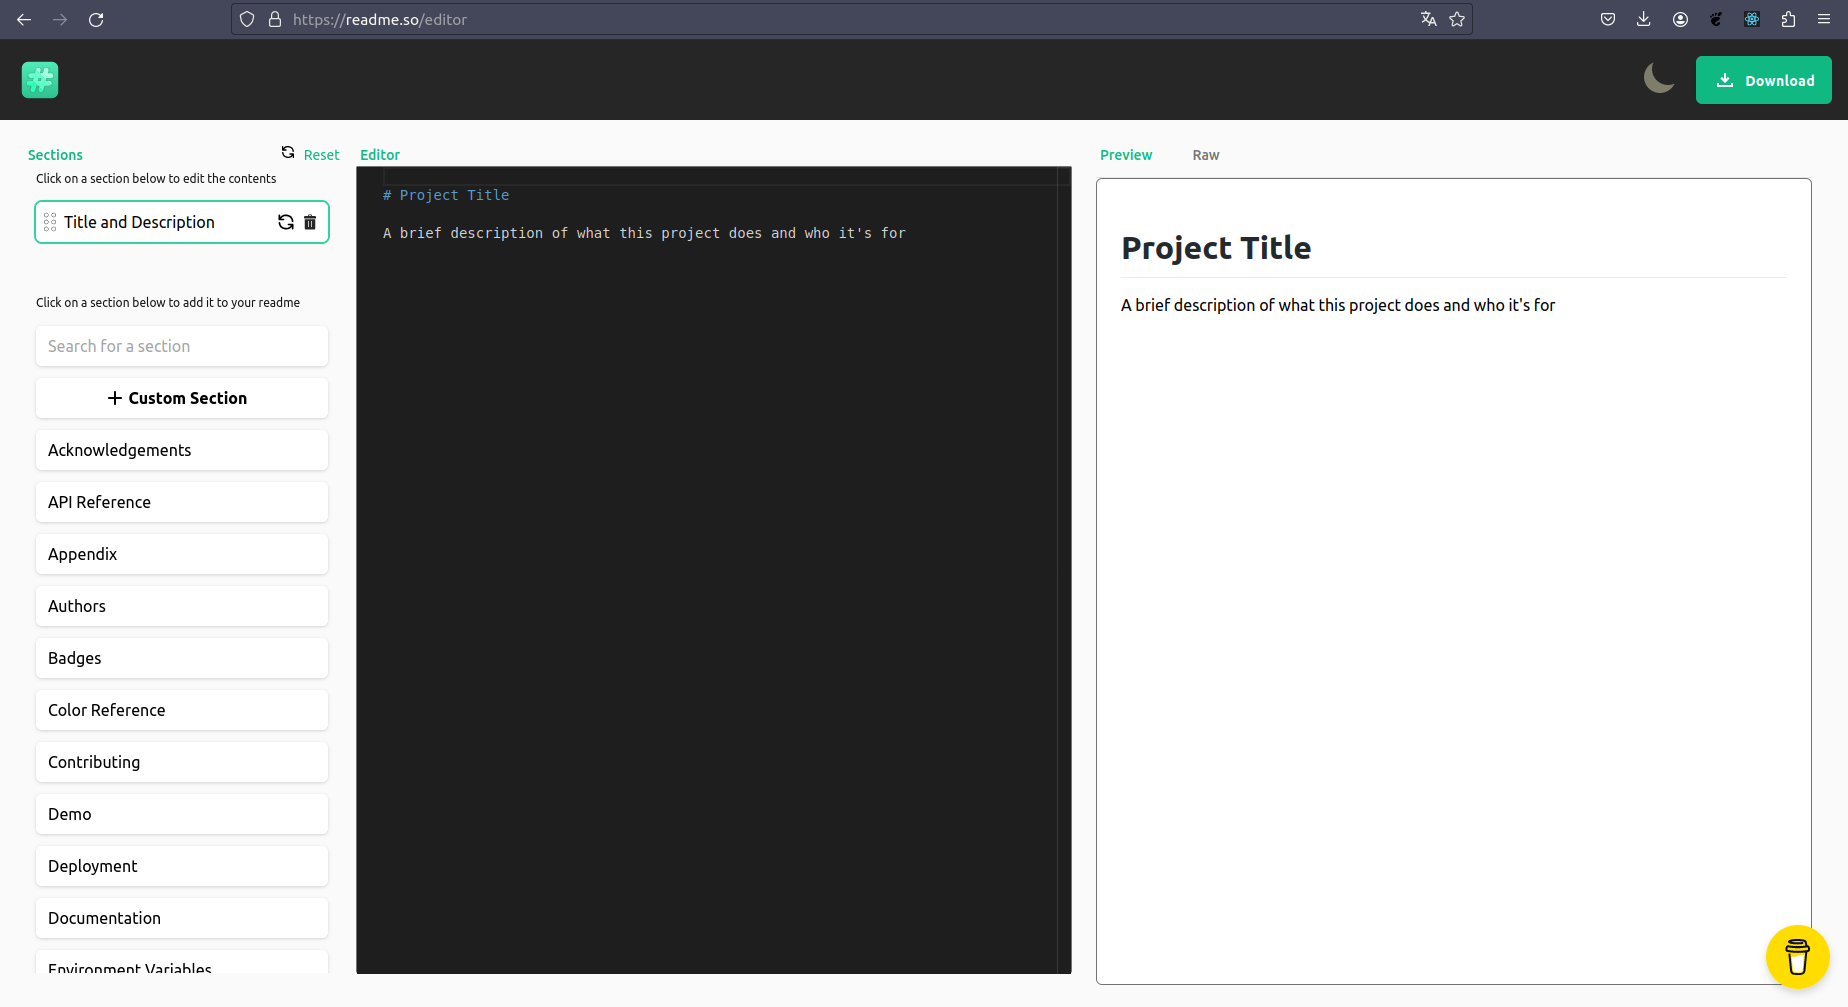 https://readme.so/editor
Download
Sections
Reset
Click on a section below to edit the contents
Title and Description
Click on a section below to add it to your readme
Search for a section
+ Custom Section
Acknowledgements
API Reference
Appendix
Authors
Badges
Color Reference
Contributing
Demo
Deployment
Documentation
Environment Variables
Editor
# Project Title
A brief description of what this project does and who it's for
Preview Raw
Project Title
A brief description of what this project does and who it's for